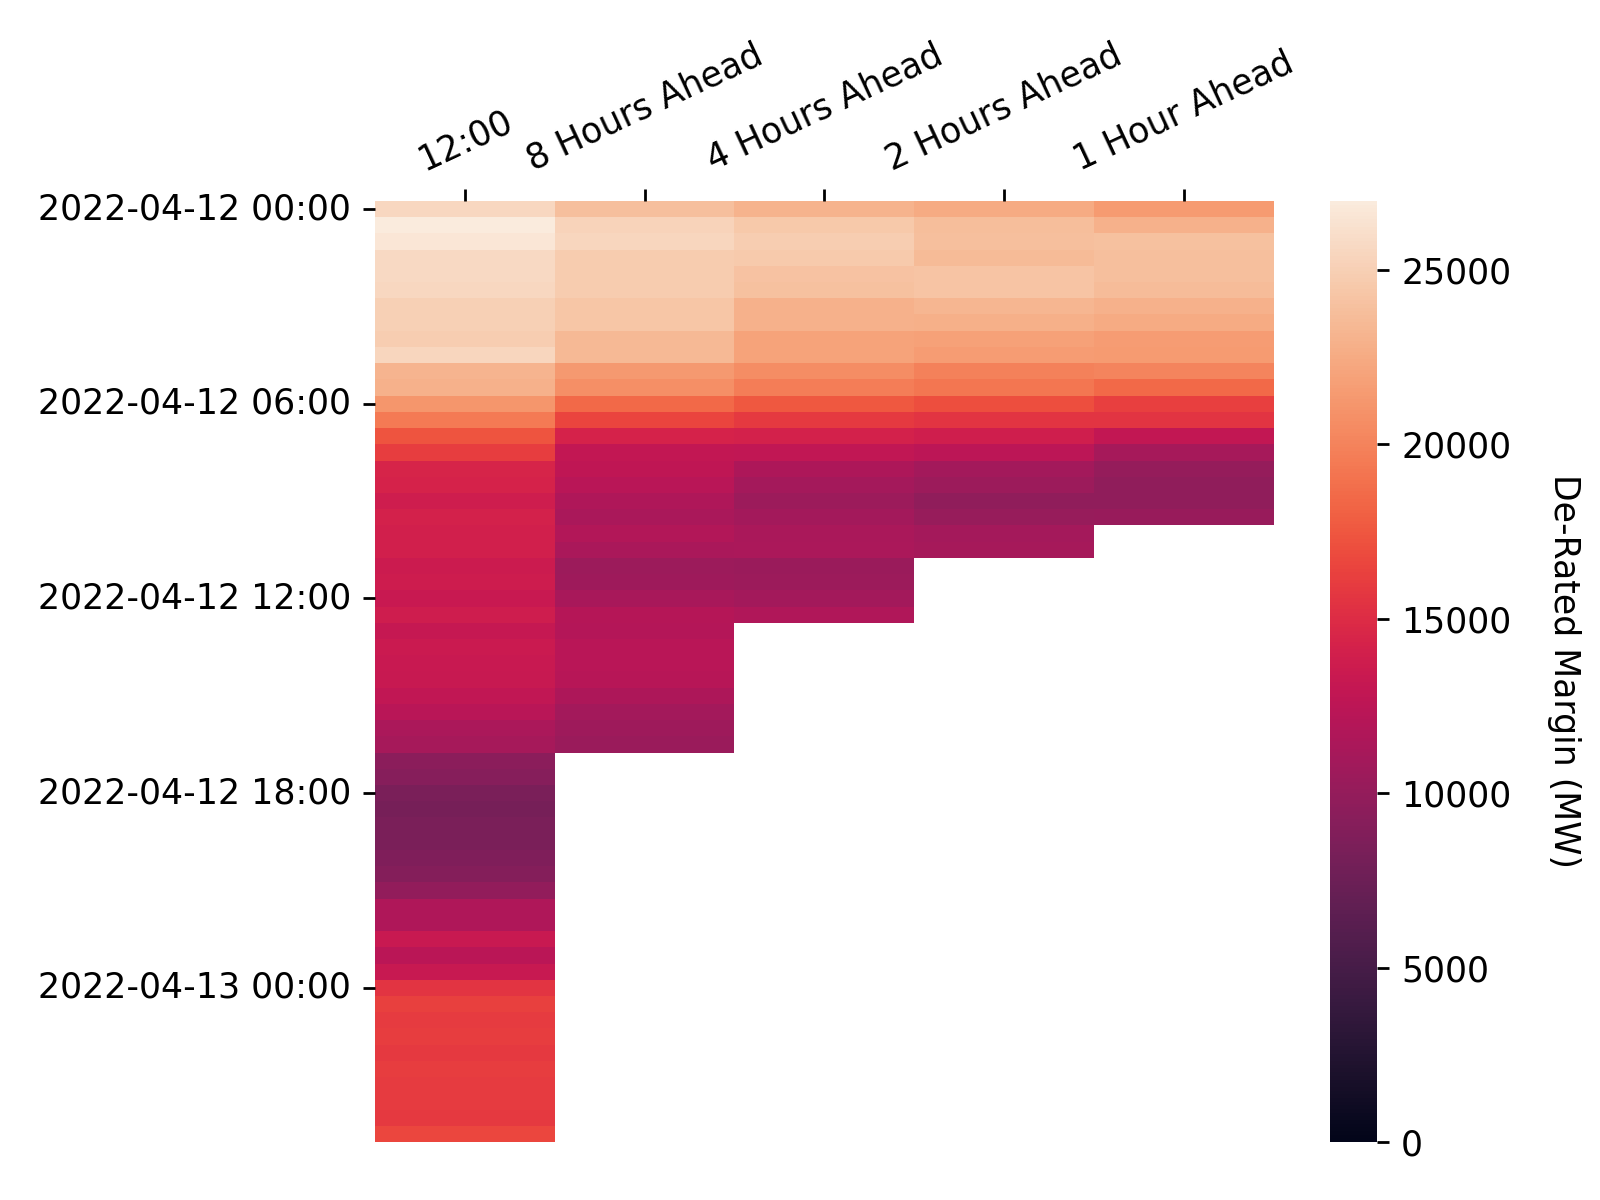 12:00
8 Hours Ahead
4 Hours Ahead
2 Hours Ahead
1 Hour Ahead
2022-04-12 00:00
2022-04-12 06:00
2022-04-12 12:00
2022-04-12 18:00
2022-04-13 00:00
25000
20000
15000
10000
5000
0
De-Rated Margin (MW)